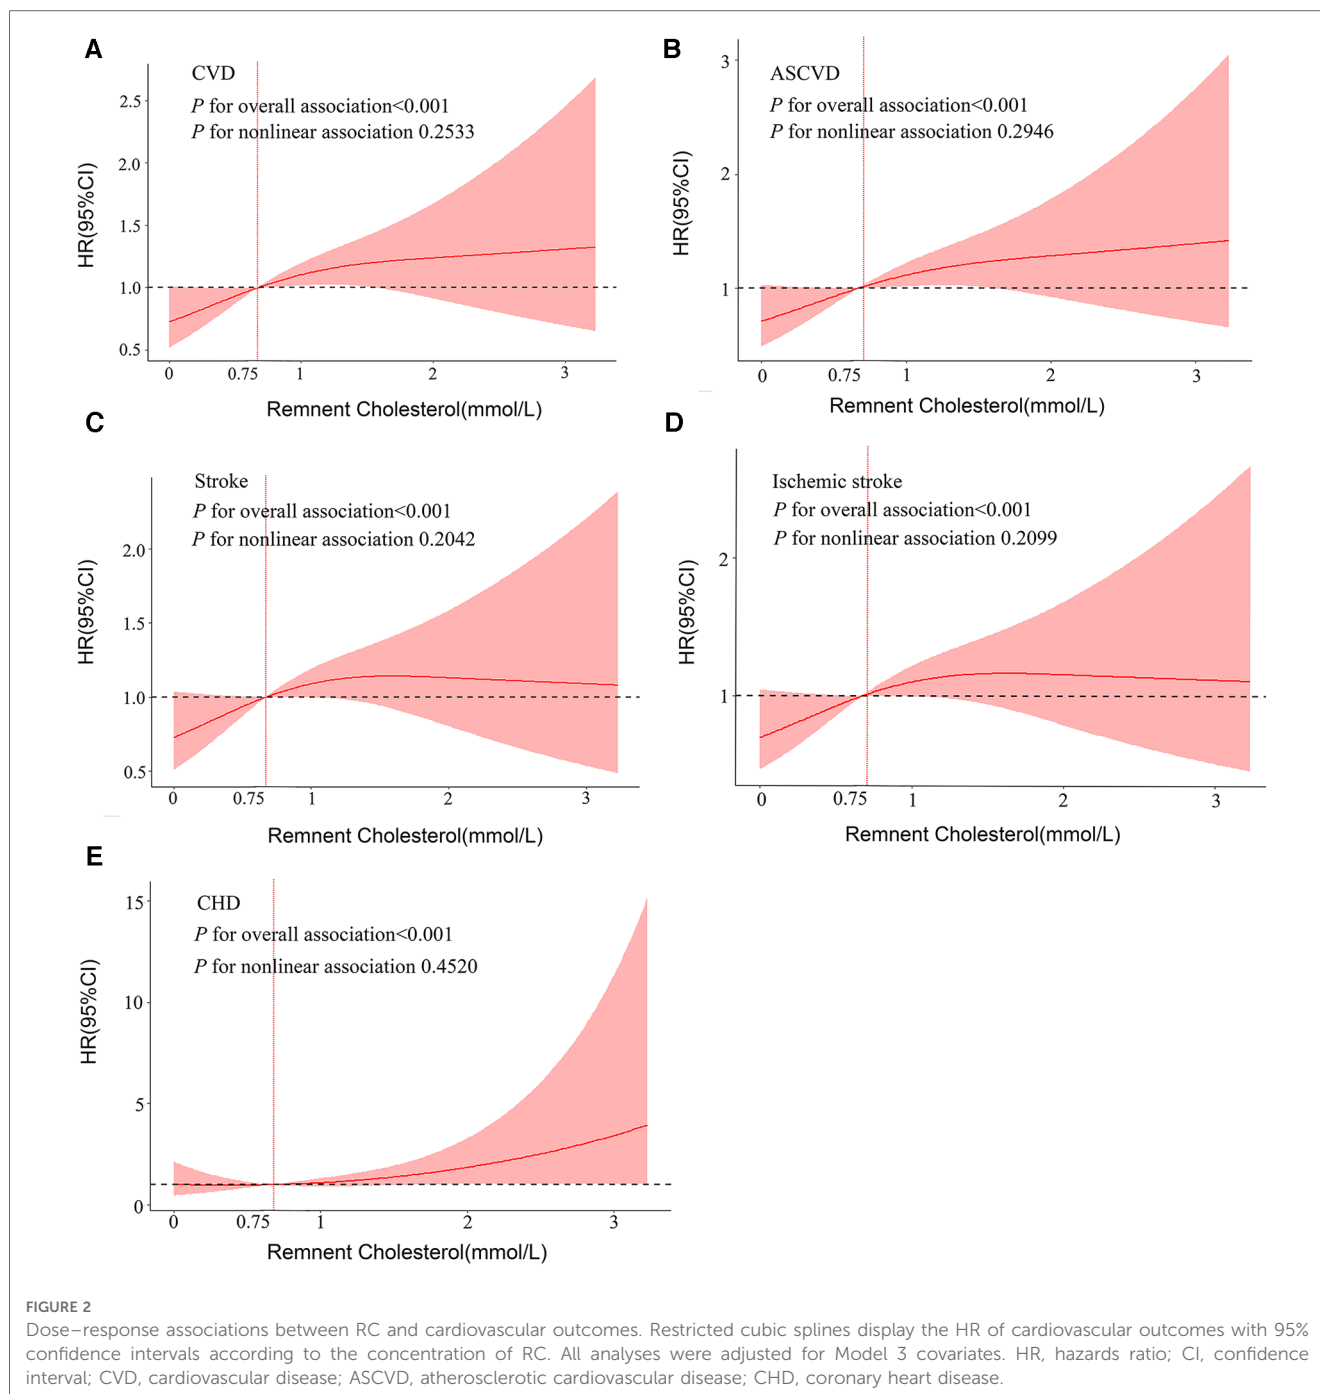 A
CVD
P for overall association<0.001
P for nonlinear association 0.2533
HR(95%CI)
2.5
2.0
1.5
1.0
0.5
0 0.75 1 2 3
Remnent Cholesterol(mmol/L)
B
ASCVD
P for overall association<0.001
P for nonlinear association 0.2946
HR(95%CI)
3
2
1
0 0.75 1 2 3
Remnent Cholesterol(mmol/L)
C
Stroke
P for overall association<0.001
P for nonlinear association 0.2042
HR(95%CI)
2.0
1.5
1.0
0.5
0 0.75 1 2 3
Remnent Cholesterol(mmol/L)
D
Ischemic stroke
P for overall association<0.001
P for nonlinear association 0.2099
HR(95%CI)
2
1
0 0.75 1 2 3
Remnent Cholesterol(mmol/L)
E
CHD
P for overall association<0.001
P for nonlinear association 0.4520
HR(95%CI)
15
10
5
0
0 0.75 1 2 3
Remnent Cholesterol(mmol/L)
FIGURE 2
Dose–response associations between RC and cardiovascular outcomes. Restricted cubic splines display the HR of cardiovascular outcomes with 95%
confidence intervals according to the concentration of RC. All analyses were adjusted for Model 3 covariates. HR, hazards ratio; CI, confidence
interval; CVD, cardiovascular disease; ASCVD, atherosclerotic cardiovascular disease; CHD, coronary heart disease.